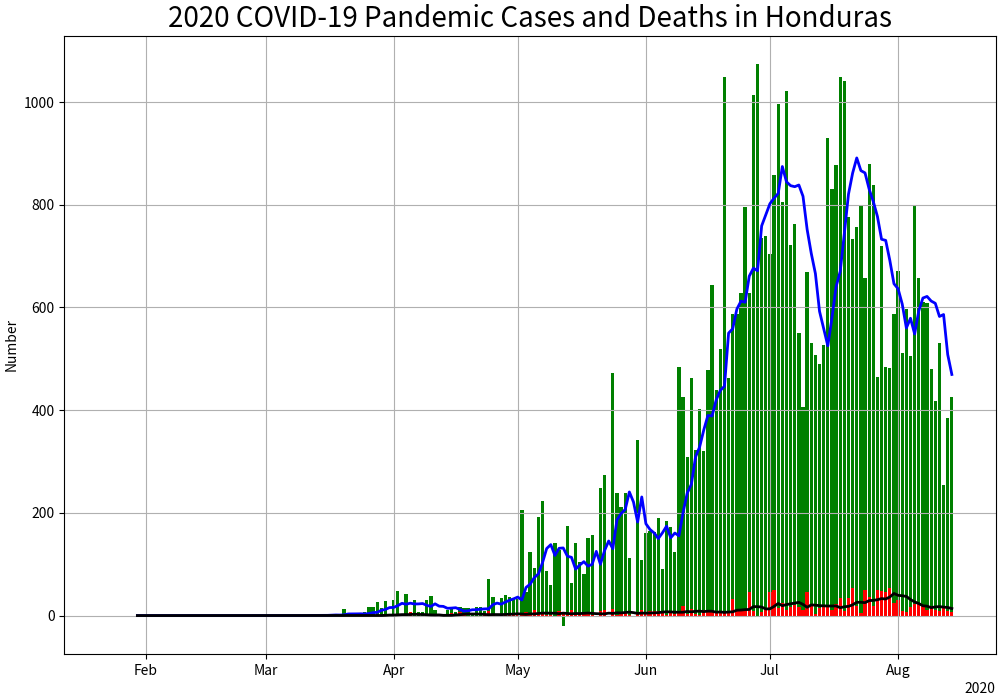 2020 COVID-19 Pandemic Cases and Deaths in Honduras
Number
1000
800
600
400
200
0
Feb Mar Apr May Jun Jul Aug
2020